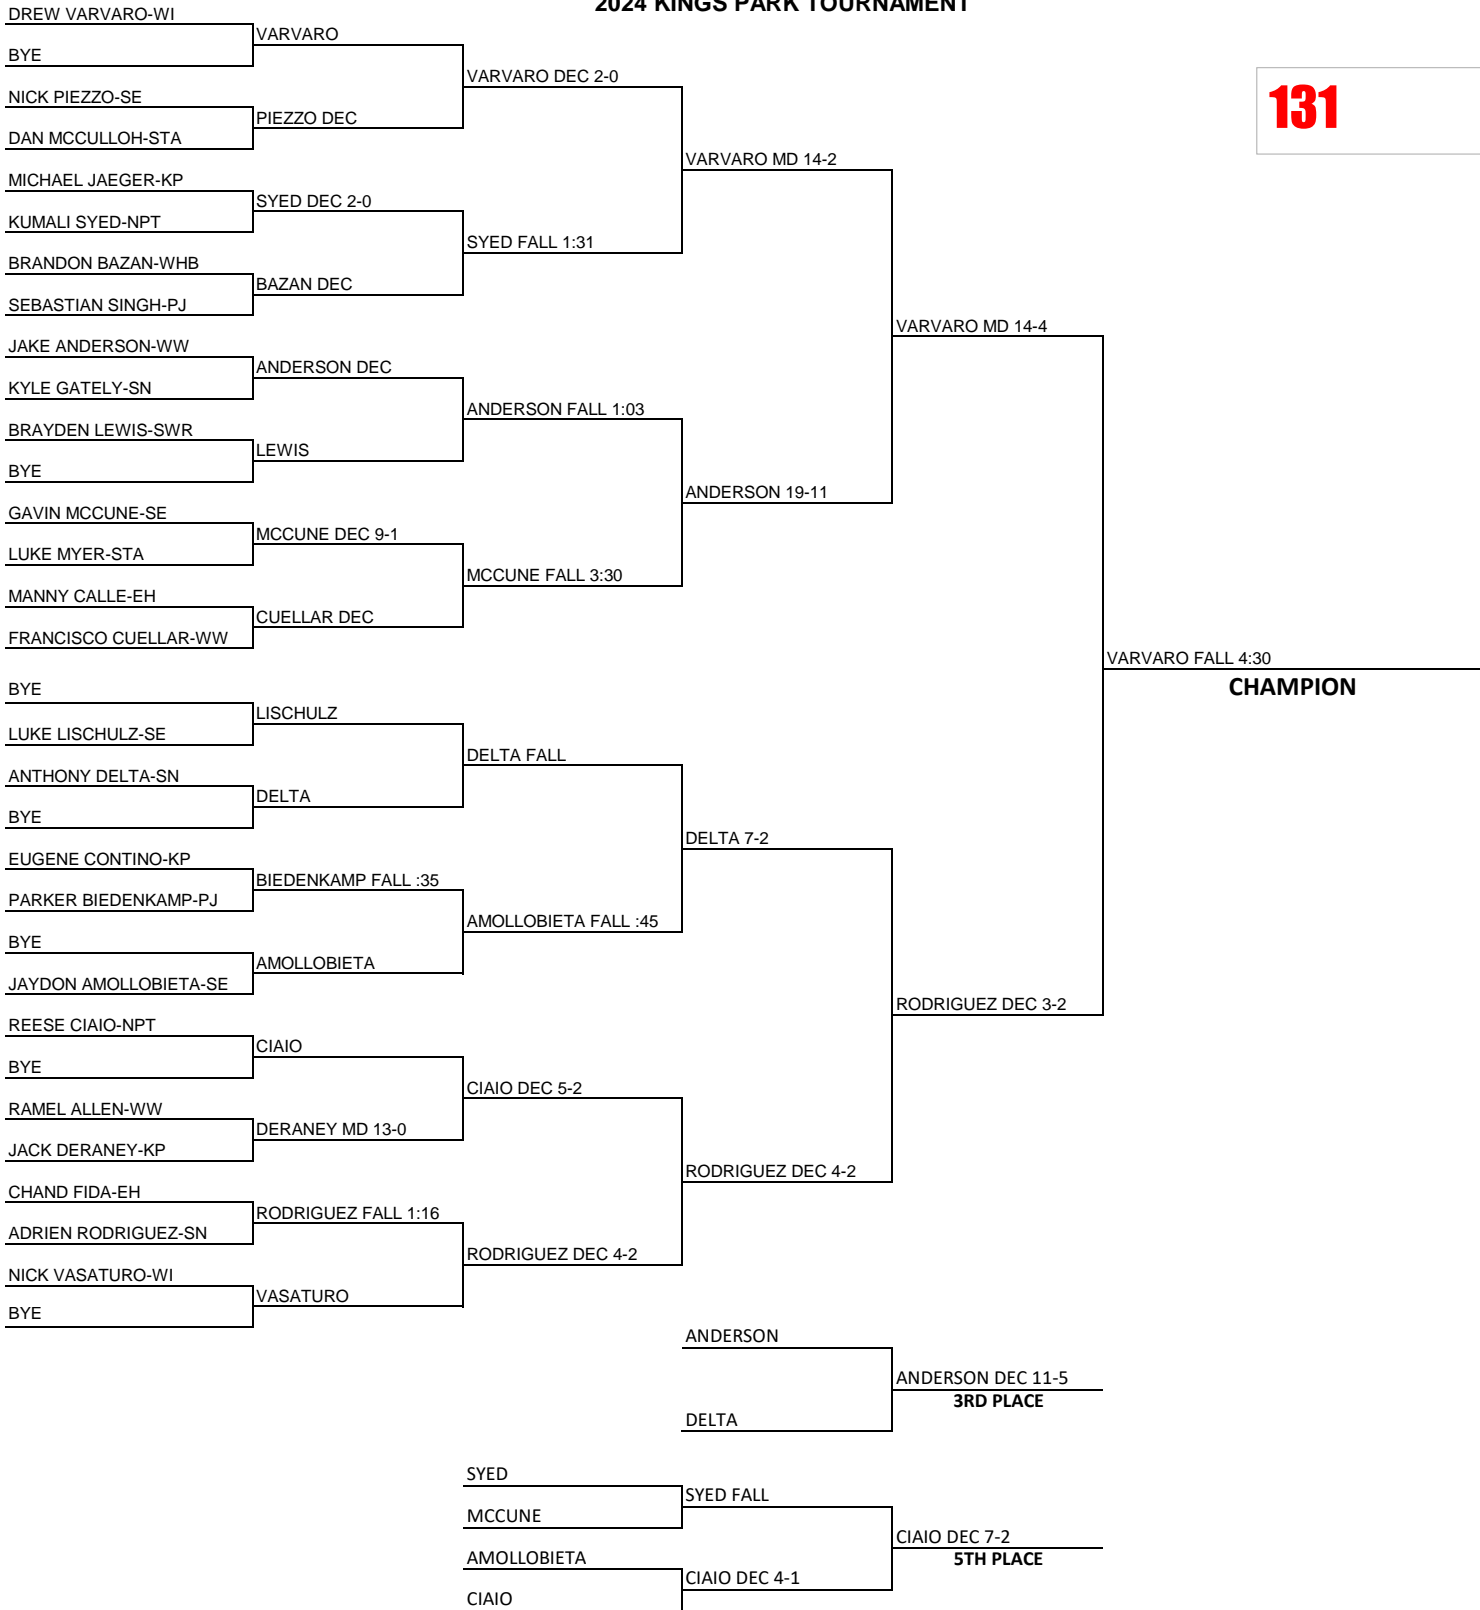 2024 KINGS PARK TOURNAMENT
131
DREW VARVARO-WI
BYE
NICK PIEZZO-SE
DAN MCCULLOH-STA
MICHAEL JAEGER-KP
KUMALI SYED-NPT
BRANDON BAZAN-WHB
SEBASTIAN SINGH-PJ
JAKE ANDERSON-WW
KYLE GATELY-SN
BRAYDEN LEWIS-SWR
BYE
GAVIN MCCUNE-SE
LUKE MYER-STA
MANNY CALLE-EH
FRANCISCO CUELLAR-WW
BYE
LUKE LISCHULZ-SE
ANTHONY DELTA-SN
BYE
EUGENE CONTINO-KP
PARKER BIEDENKAMP-PJ
BYE
JAYDON AMOLLOBIETA-SE
REESE CIAIO-NPT
BYE
RAMEL ALLEN-WW
JACK DERANEY-KP
CHAND FIDA-EH
ADRIEN RODRIGUEZ-SN
NICK VASATURO-WI
BYE
VARVARO
PIEZZO DEC
SYED DEC 2-0
BAZAN DEC
ANDERSON DEC
LEWIS
MCCUNE DEC 9-1
CUELLAR DEC
LISCHULZ
DELTA
BIEDENKAMP FALL :35
AMOLLOBIETA
CIAIO
DERANEY MD 13-0
RODRIGUEZ FALL 1:16
VASATURO
VARVARO DEC 2-0
SYED FALL 1:31
ANDERSON FALL 1:03
MCCUNE FALL 3:30
DELTA FALL
AMOLLOBIETA FALL :45
CIAIO DEC 5-2
RODRIGUEZ DEC 4-2
VARVARO MD 14-2
ANDERSON 19-11
DELTA 7-2
RODRIGUEZ DEC 4-2
VARVARO MD 14-4
RODRIGUEZ DEC 3-2
VARVARO FALL 4:30
CHAMPION
ANDERSON
DELTA
ANDERSON DEC 11-5
3RD PLACE
SYED
MCCUNE
AMOLLOBIETA
CIAIO
SYED FALL
CIAIO DEC 4-1
CIAIO DEC 7-2
5TH PLACE